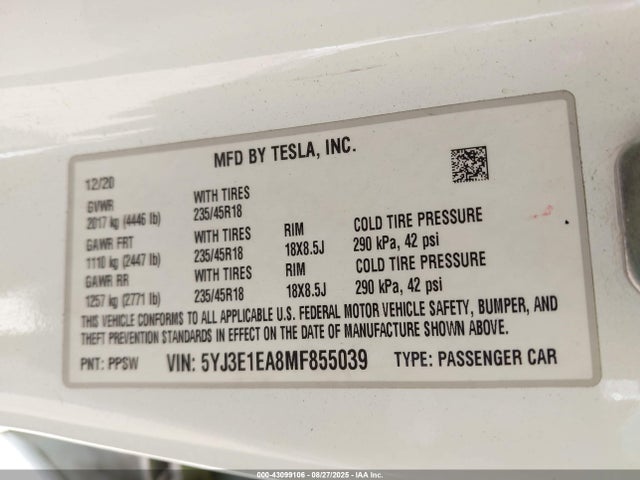 MFD BY TESLA, INC.
12/20
GVWR WITH TIRES
2017 kg (4446 lb) 235/45R18
GAWR FRT WITH TIRES RIM COLD TIRE PRESSURE
1110 kg (2447 lb) 235/45R18 18X8.5J 290 kPa, 42 psi
GAWR RR WITH TIRES RIM COLD TIRE PRESSURE
1257 kg (2771 lb) 235/45R18 18X8.5J 290 kPa, 42 psi
THIS VEHICLE CONFORMS TO ALL APPLICABLE U.S. FEDERAL MOTOR VEHICLE SAFETY, BUMPER, AND
THEFT PREVENTION STANDARDS IN EFFECT ON THE DATE OF MANUFACTURE SHOWN ABOVE.
PNT: PPSW VIN: 5YJ3E1EA8MF855039 TYPE: PASSENGER CAR
000-43099106 - 08/27/2025 - IAA Inc.